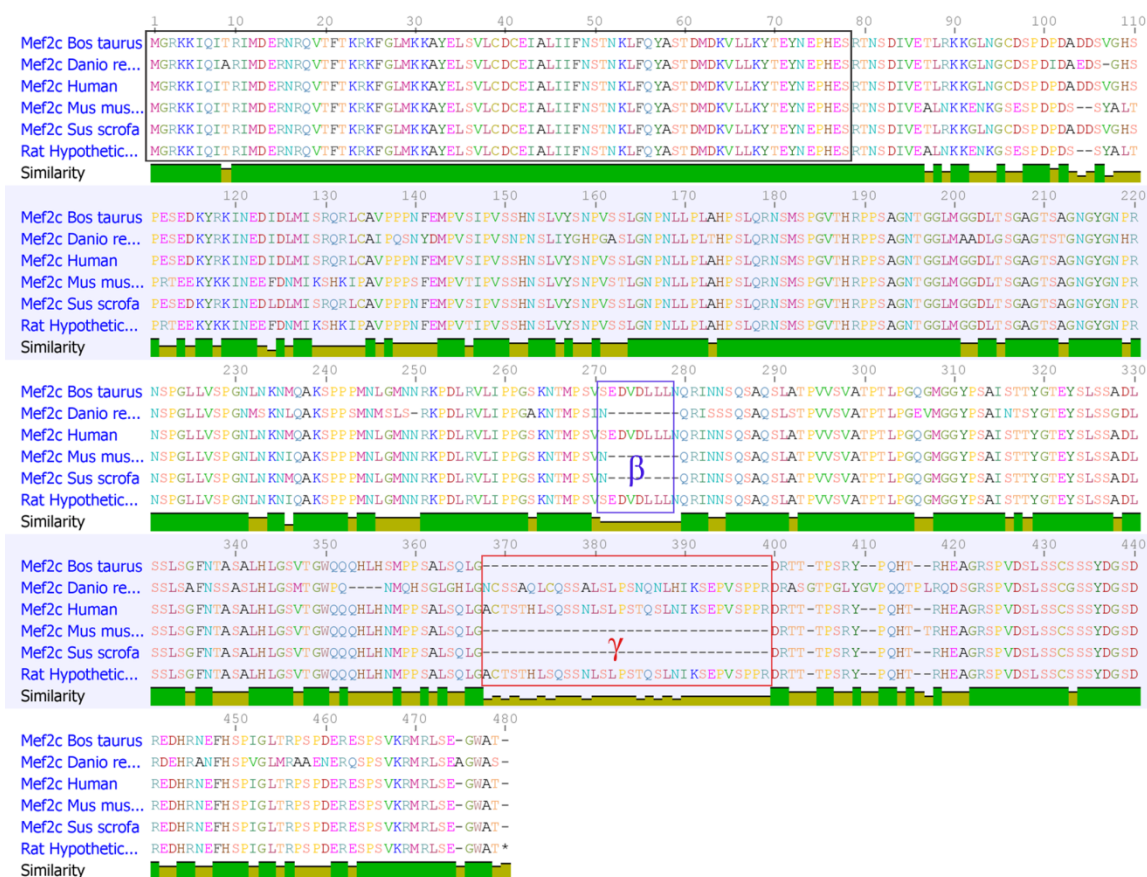 1 10 20 30 40 50 60 70 80 90 100 110
Mef2c Bos taurus MGRKKIQITRIMDERNRQVTFTKRKFGLMKKAYELSVLCDCEIALIIFNSTNKLFQYASTDMDKVLLKYTEYNEPHESRTNSDIVETLRKKGLNGCDSPDPDADDSVGHS
Mef2c Danio re... MGRKKIQIARIMDERNRQVTFTKRKFGLMKKAYELSVLCDCEIALIIFNSTNKLFQYASTDMDKVLLKYTEYNEPHESRTNSDIVETLRKKGLNGCDSPDIDAEDS-GHS
Mef2c Human MGRKKIQITRIMDERNRQVTFTKRKFGLMKKAYELSVLCDCEIALIIFNSTNKLFQYASTDMDKVLLKYTEYNEPHESRTNSDIVETLRKKGLNGCDSPDPDADDSVGHS
Mef2c Mus mus... MGRKKIQITRIMDERNRQVTFTKRKFGLMKKAYELSVLCDCEIALIIFNSTNKLFQYASTDMDKVLLKYTEYNEPHESRTNSDIVEALNKKENKGSESPDPDS--SYALT
Mef2c Sus scrofa MGRKKIQITRIMDERNRQVTFTKRKFGLMKKAYELSVLCDCEIALIIFNSTNKLFQYASTDMDKVLLKYTEYNEPHESRTNSDIVETLRKKGLNGCDSPDPDADDSVGHS
Rat Hypothetic... MGRKKIQITRIMDERNRQVTFTKRKFGLMKKAYELSVLCDCEIALIIFNSTNKLFQYASTDMDKVLLKYTEYNEPHESRTNSDIVEALNKKENKGSESPDPDS--SYALT
Similarity
120 130 140 150 160 170 180 190 200 210 220
Mef2c Bos taurus PESEDKYRKINEDIDLMISRQRLCAVPPPNFEMPVSIPVSSHNSLVYSNPVSSLGNPNLLPLAHPSLQRNSMSPGVTHRPPSAGNTGGLMGGDLTSGAGTSAGNGYGNPR
Mef2c Danio re... PESEDKYRKINEDIDLMISRQRLCAIPQSNYDMPVSIPVSNPNSLIYGHPGASLGNPNLLPLTHPSLQRNSMSPGVTHRPPSAGNTGGLMAADLGSGAGTSTGNGYGNHR
Mef2c Human PESEDKYRKINEDIDLMISRQRLCAVPPPNFEMPVSIPVSSHNSLVYSNPVSSLGNPNLLPLAHPSLQRNSMSPGVTHRPPSAGNTGGLMGGDLTSGAGTSAGNGYGNPR
Mef2c Mus mus... PRTEEKYKKINEEFDNMIKSHKIPAVPPPSFEMPVTIPVSSHNSLVYSNPVSTLGNPNLLPLAHPSLQRNSMSPGVTHRPPSAGNTGGLMGGDLTSGAGTSAGNGYGNPR
Mef2c Sus scrofa PESEDKYRKINEDLDLMISRQRLCAVPPPNFEMPVSIPVSSHNSLVYSNPVSSLGNPNLLPLAHPSLQRNSMSPGVTHRPPSAGNTGGLMGGDLTSGAGTSAGNGYGNPR
Rat Hypothetic... PRTEEKYKKINEEFDNMIKSHKIPAVPPPNFEMPVTIPVSSHNSLVYSNPVSSLGNPNLLPLAHPSLQRNSMSPGVTHRPPSAGNTGGLMGGDLTSGAGTSAGNGYGNPR
Similarity
230 240 250 260 270 280 290 300 310 320 330
Mef2c Bos taurus NSPGLLVSPGNLNKNMQAKSPPPMNLGMNNRKPDLRVLIPPGSKNTMPSVSEDVDLLLNQRINNSQSAQSLATPVVSVATPTLPGQGMGGYPSAISTTYGTEYSLSSADL
Mef2c Danio re... NSPGLLVSPGNMSKNLQAKSPPSMNMSLS-RKPDLRVLIPPGAKNTMPSIN--------QRISSSQSAQSLSTPVVSVATPTLPGEVMGGYPSAINTSYGTEYSLSSGDL
Mef2c Human NSPGLLVSPGNLNKNMQAKSPPPMNLGMNNRKPDLRVLIPPGSKNTMPSVSEDVDLLLNQRINNSQSAQSLATPVVSVATPTLPGQGMGGYPSAISTTYGTEYSLSSADL
Mef2c Mus mus... NSPGLLVSPGNLNKNIQAKSPPPMNLGMNNRKPDLRVLIPPGSKNTMPSVN--------QRINNSQSAQSLATPVVSVATPTLPGQGMGGYPSAISTTYGTEYSLSSADL
Mef2c Sus scrofa NSPGLLVSPGNLNKNMQAKSPPPMNLGMNNRKPDLRVLIPPGSKNTMPSVN--------QRINNSQSAQSLATPVVSVATPTLPGQGMGGYPSAISTTYGTEYSLSSADL
β
Rat Hypothetic... NSPGLLVSPGNLNKNIQAKSPPPMNLGMNNRKPDLRVLIPPGSKNTMPSVSEDVDLLLNQRINNSQSAQSLATPVVSVATPTLPGQGMGGYPSAISTTYGTEYSLSSADL
Similarity
340 350 360 370 380 390 400 410 420 430 440
Mef2c Bos taurus SSLSGFNTASALHLGSVTGWQQQHLHSMPPSALSQLG--------------------------------DRTT-TPSRY--PQHT--RHEAGRSPVDSLSSCSSSYDGSD
Mef2c Danio re... SSLSAFNSSASLHLGSMTGWPQ----NMQHSGLGHLGNCSSAQLCQSSALSLPSNQNLHIKSEPVSPPRDRASGTPGLYGVPQQTPLRQDSGRSPVDSLSSCSSSYDGSD
Mef2c Human SSLSGFNTASALHLGSVTGWQQQHLHNMPPSALSQLGACTSTHLSQSSNLSLPSTQSLNIKSEPVSPPRDRTT-TPSRY--PQHT-RHEAGRSPVDSLSSCSSSYDGSD
Mef2c Mus mus... SSLSGFNTASALHLGSVTGWQQQHLHNMPPSALSQLG--------------------------------DRTT-TPSRY--PQHT-TRHEAGRSPVDSLSSCSSSYDGSD
Mef2c Sus scrofa SSLSGFNTASALHLGSVTGWQQQHLHNMPPSALSQLG--------------------------------DRTT-TPSRY--PQHT-TRHEAGRSPVDSLSSCSSSYDGSD
γ
Rat Hypothetic... SSLSGFNTASALHLGSVTGWQQQHLHNMPPSALSQLGACTSTHLSQSSNLSLPSTQSLNIKSEPVSPPRDRTT-TPSRY--PQHT-TRHEAGRSPVDSLSSCSSSYDGSD
Similarity
450 460 470 480
Mef2c Bos taurus REDHRNEFHSPIGLTRPSPDERESPSVKRMRLSE-GWAT-
Mef2c Danio re... RDEHRANFHSPVGLMRAAENERQSPSVKRMRLSEAGWAS-
Mef2c Human REDHRNEFHSPIGLTRPSPDERESPSVKRMRLSE-GWAT-
Mef2c Mus mus... REDHRNEFHSPIGLTRPSPDERESPSVKRMRLSE-GWAT-
Mef2c Sus scrofa REDHRNEFHSPIGLTRPSPDERESPSVKRMRLSE-GWAT-
Rat Hypothetic... REDHRNEFHSPIGLTRPSPDERESPSVKRMRLSE-GWAT*
Similarity